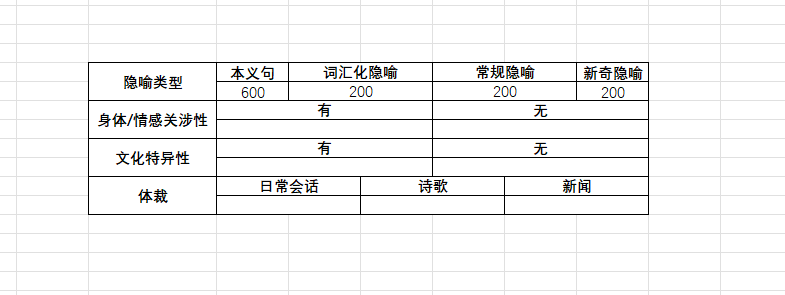 隐喻类型 本义句 词汇化隐喻 常规隐喻 新奇隐喻
600 200 200 200
身体/情感关涉性 有 无
文化特异性 有 无
体裁 日常会话 诗歌 新闻